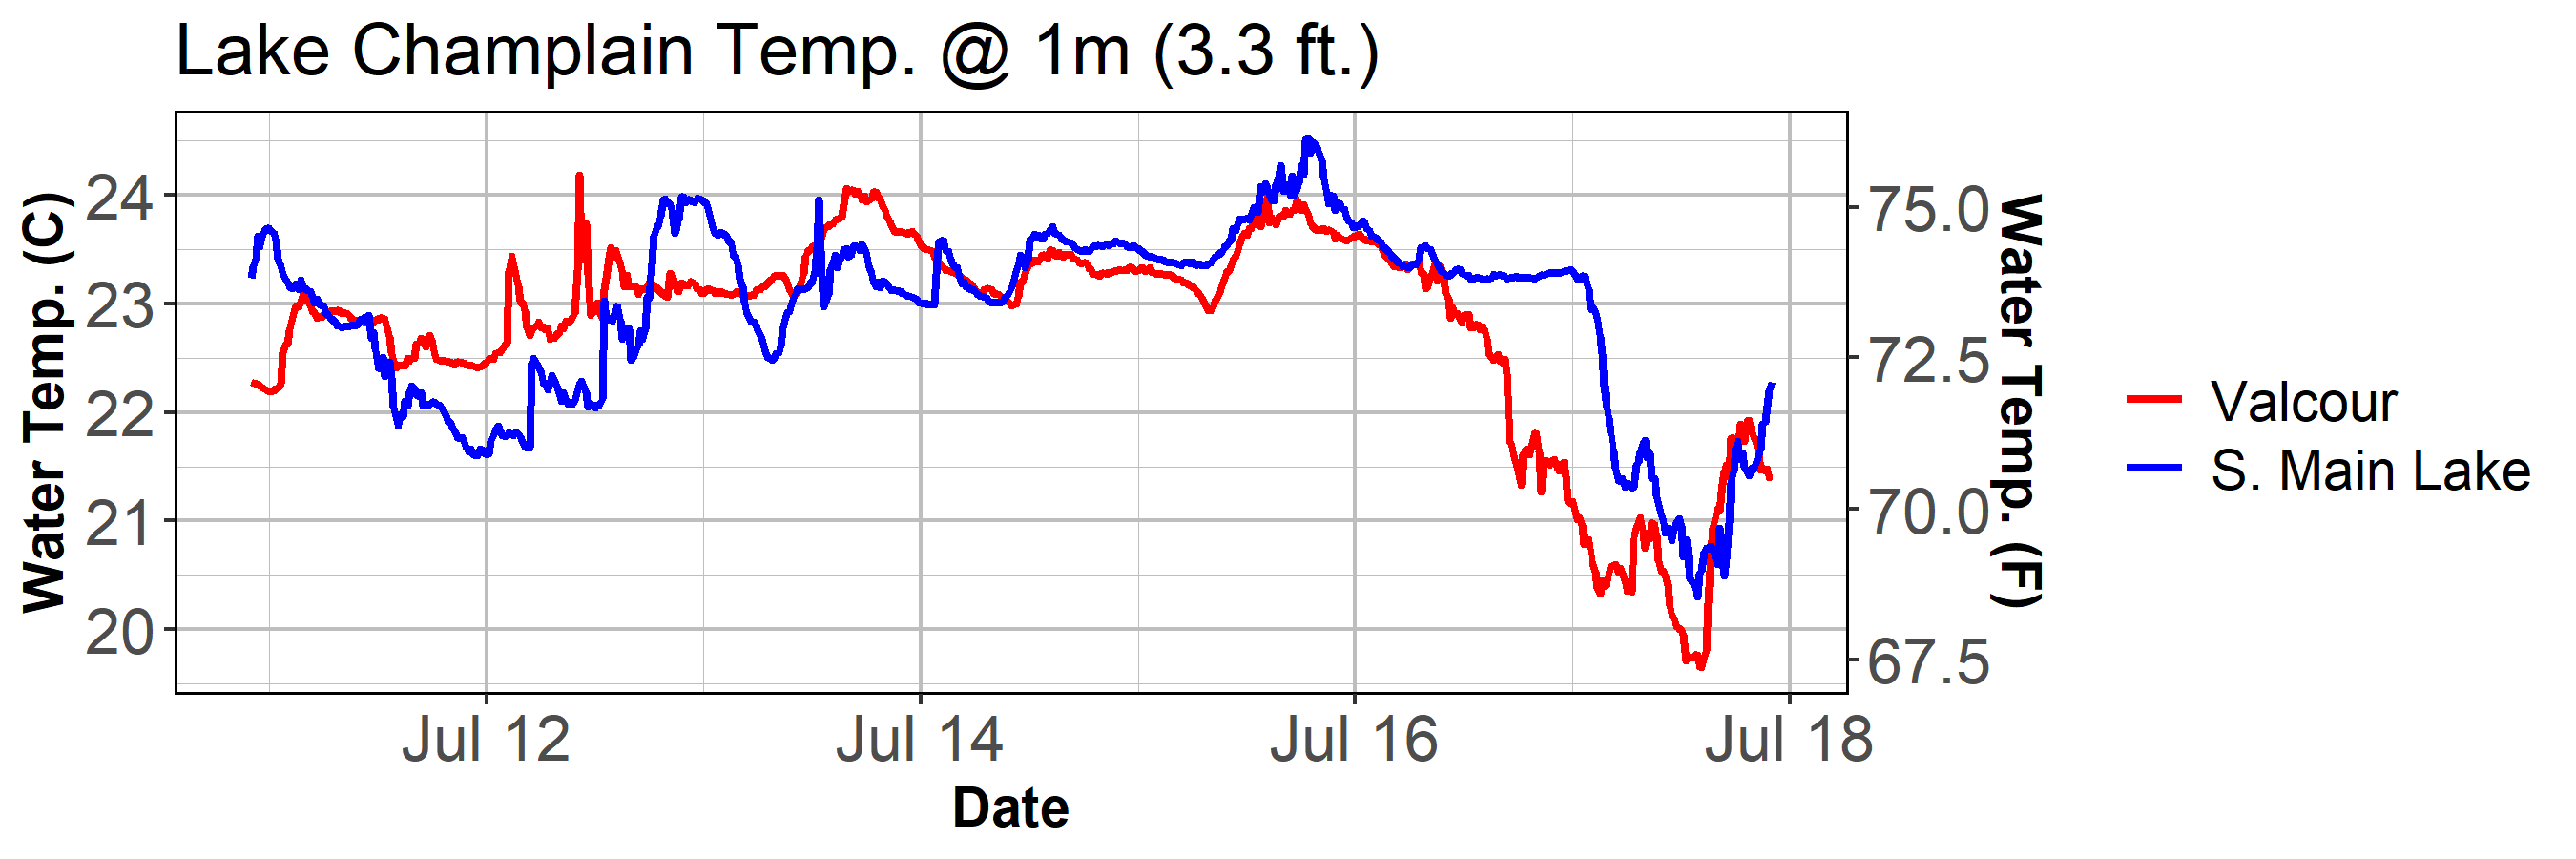 Lake Champlain Temp. @ 1m (3.3 ft.)
Water Temp. (C)
24
23
22
21
20
75.0
72.5
70.0
67.5
Water Temp. (F)
Jul 12
Jul 14
Jul 16
Jul 18
Date
Valcour
S. Main Lake